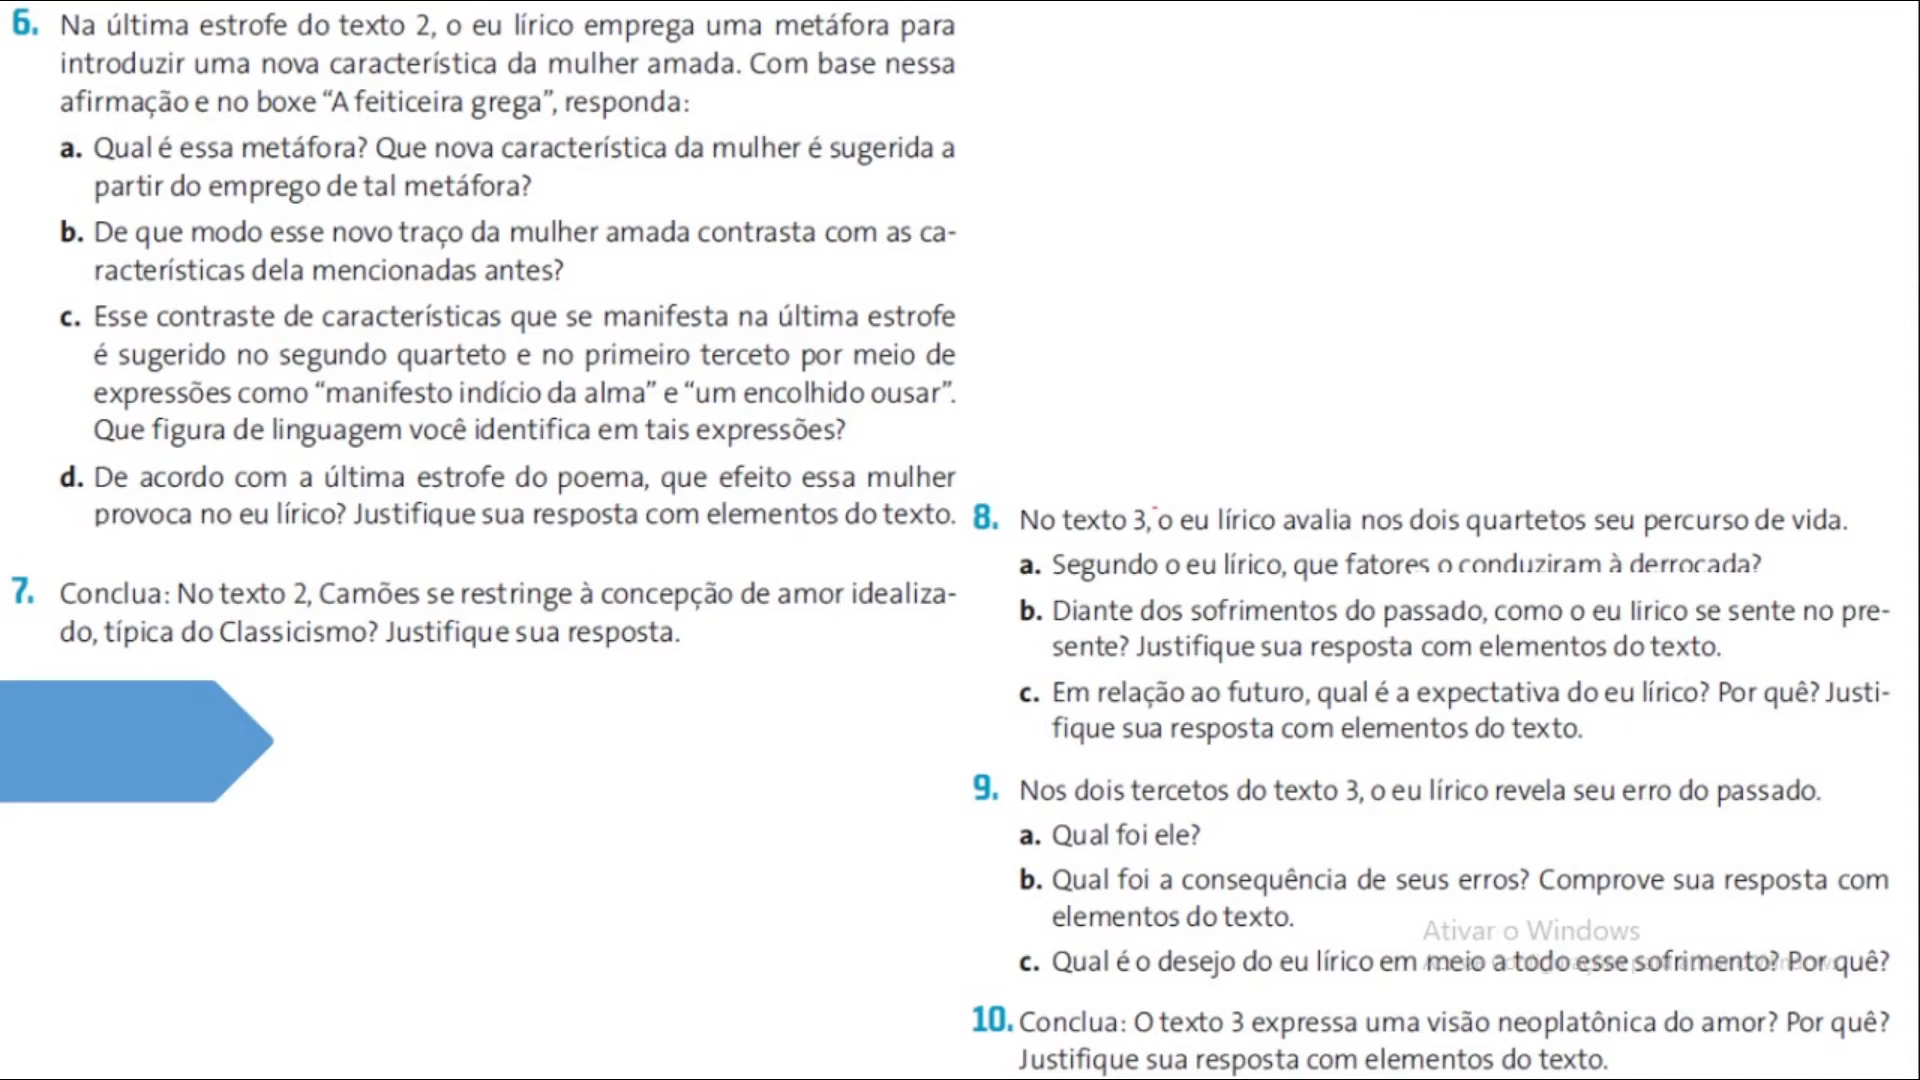 6. Na última estrofe do texto 2, o eu lírico emprega uma metáfora para
introduzir uma nova característica da mulher amada. Com base nessa
afirmação e no boxe “A feiticeira grega”, responda:
a. Qual é essa metáfora? Que nova característica da mulher é sugerida a
partir do emprego de tal metáfora?
b. De que modo esse novo traço da mulher amada contrasta com as ca-
racterísticas dela mencionadas antes?
c. Esse contraste de características que se manifesta na última estrofe
é sugerido no segundo quarteto e no primeiro terceto por meio de
expressões como “manifesto indício da alma” e “um encolhido ousar”.
Que figura de linguagem você identifica em tais expressões?
d. De acordo com a última estrofe do poema, que efeito essa mulher
provoca no eu lírico? Justifique sua resposta com elementos do texto.
7. Conclua: No texto 2, Camões se restringe à concepção de amor idealiza-
do, típica do Classicismo? Justifique sua resposta.
8. No texto 3, o eu lírico avalia nos dois quartetos seu percurso de vida.
a. Segundo o eu lírico, que fatores o conduziram à derrocada?
b. Diante dos sofrimentos do passado, como o eu lírico se sente no pre-
sente? Justifique sua resposta com elementos do texto.
c. Em relação ao futuro, qual é a expectativa do eu lírico? Por quê? Justi-
fique sua resposta com elementos do texto.
9. Nos dois tercetos do texto 3, o eu lírico revela seu erro do passado.
a. Qual foi ele?
b. Qual foi a consequência de seus erros? Comprove sua resposta com
elementos do texto.
Ativar o Windows
c. Qual é o desejo do eu lírico em meio a todo esse sofrimento? Por quê?
10. Conclua: O texto 3 expressa uma visão neoplatônica do amor? Por quê?
Justifique sua resposta com elementos do texto.